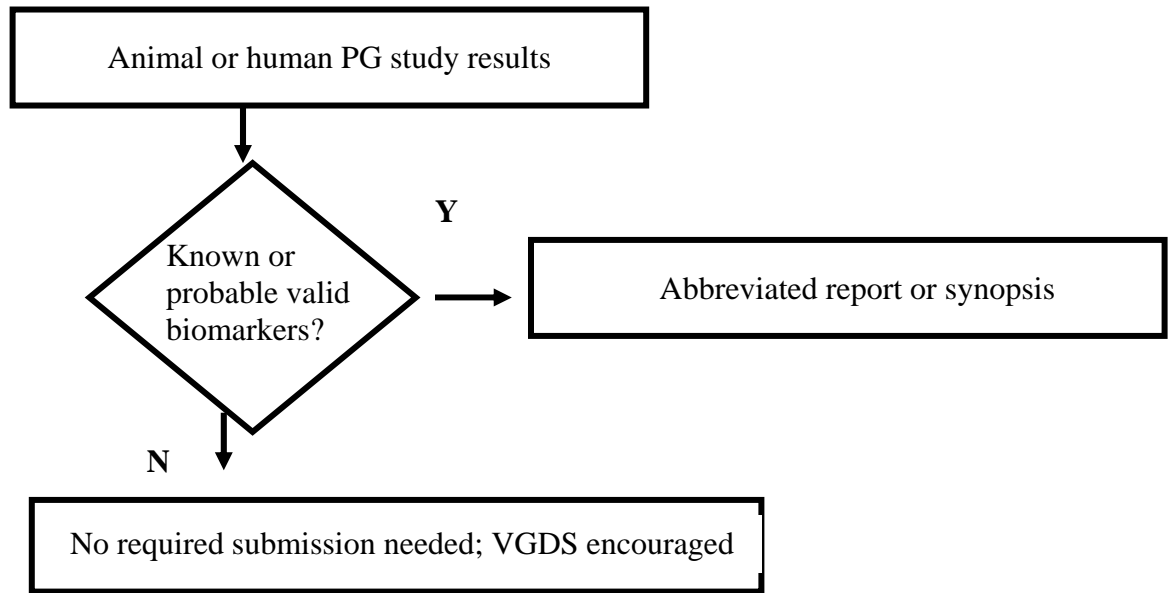 Animal or human PG study results
Y
Known or
probable valid
biomarkers?
Abbreviated report or synopsis
N
No required submission needed; VGDS encouraged